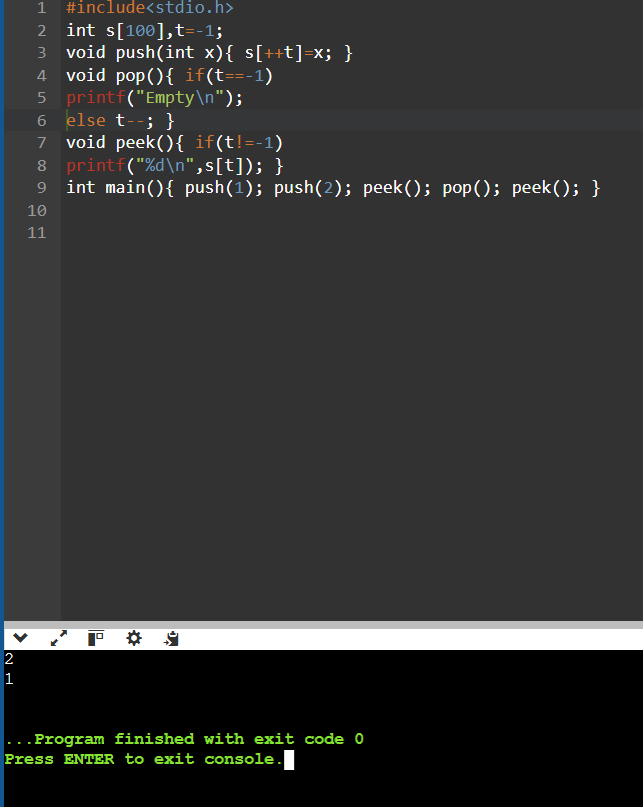 1 #include<stdio.h>
2 int s[100],t=-1;
3 void push(int x){ s[++t]=x; }
4 void pop(){ if(t==-1)
5 printf("Empty\n");
6 else t--; }
7 void peek(){ if(t!=-1)
8 printf("%d\n",s[t]); }
9 int main(){ push(1); push(2); peek(); pop(); peek(); }
10
11
2
1
...Program finished with exit code 0
Press ENTER to exit console.